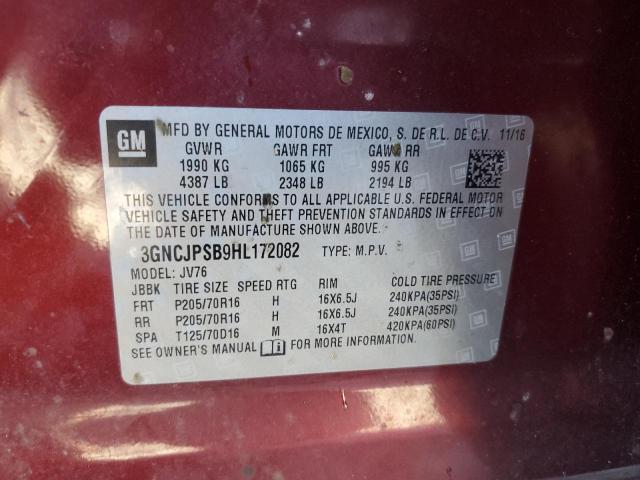 GM
MFD BY GENERAL MOTORS DE MEXICO, S. DE R.L. DE C.V. 11/16
GVWR GAWR FRT GAWR RR
1990 KG 1065 KG 995 KG
4387 LB 2348 LB 2194 LB
THIS VEHICLE CONFORMS TO ALL APPLICABLE U.S. FEDERAL MOTOR
VEHICLE SAFETY AND THEFT PREVENTION STANDARDS IN EFFECT ON
THE DATE OF MANUFACTURE SHOWN ABOVE.
3GNCJPSB9HL172082 TYPE: M.P.V.
MODEL: JV76
JBBK TIRE SIZE SPEED RTG RIM COLD TIRE PRESSURE
FRT P205/70R16 H 16X6.5J 240KPA(35PSI)
RR P205/70R16 H 16X6.5J 240KPA(35PSI)
SPA T125/70D16 M 16X4T 420KPA(60PSI)
SEE OWNER'S MANUAL FOR MORE INFORMATION.